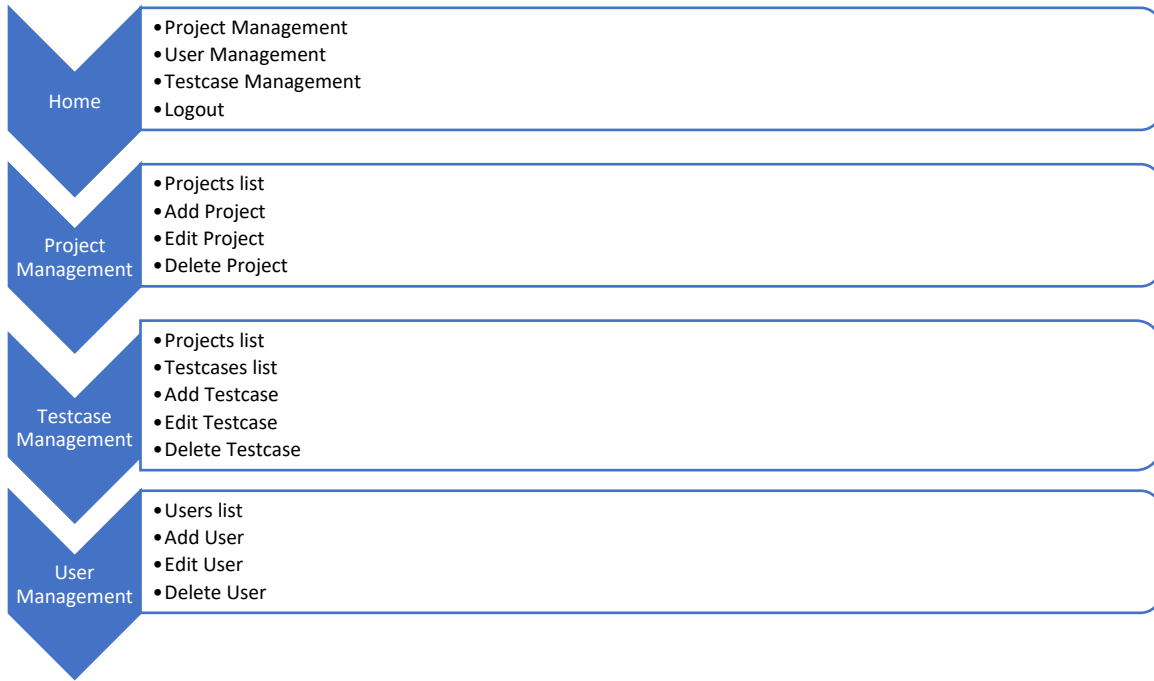 Home
•Project Management
•User Management
•Testcase Management
•Logout
Project
Management
•Projects list
•Add Project
•Edit Project
•Delete Project
Testcase
Management
•Projects list
•Testcases list
•Add Testcase
•Edit Testcase
•Delete Testcase
User
Management
•Users list
•Add User
•Edit User
•Delete User